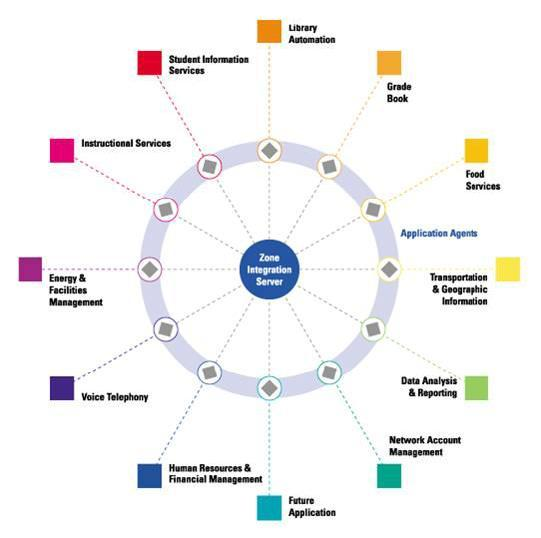 Library
Automation
Student Information
Services
Grade
Book
Instructional Services
Food
Services
Application Agents
Zone
Integration
Server
Energy &
Facilities
Management
Transportation
& Geographic
Information
Voice Telephony
Data Analysis
& Reporting
Network Account
Management
Human Resources &
Financial Management
Future
Application